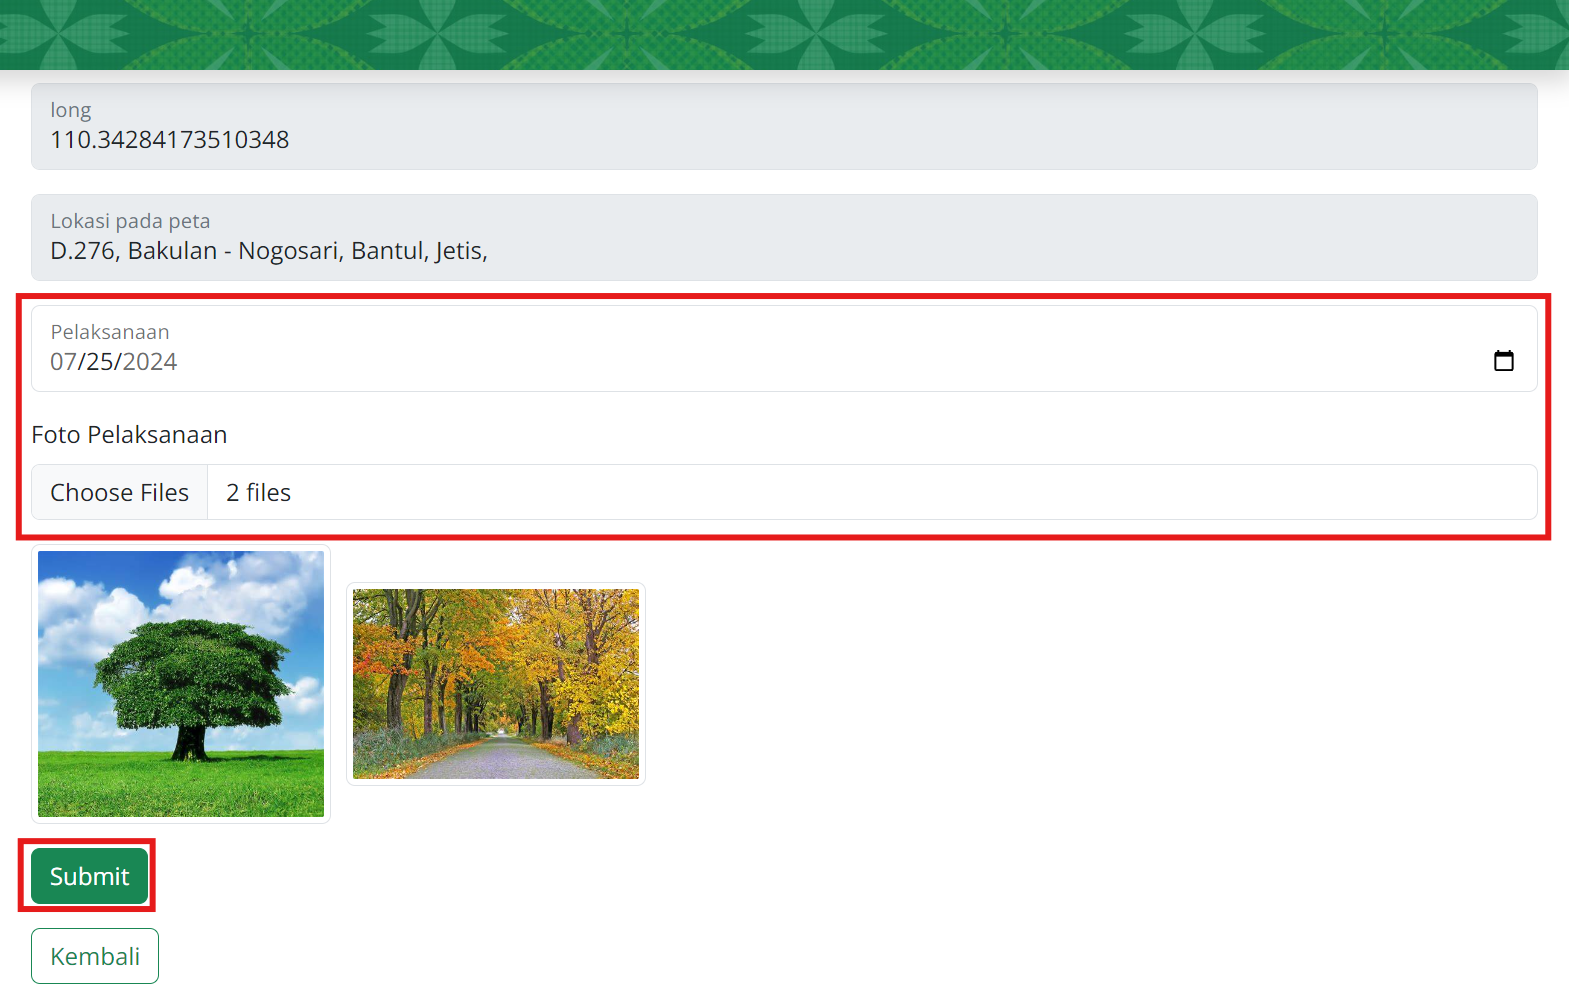 long
110.34284173510348
Lokasi pada peta
D.276, Bakulan - Nogosari, Bantul, Jetis,
Pelaksanaan
07/25/2024
Foto Pelaksanaan
Choose Files 2 files
Submit
Kembali